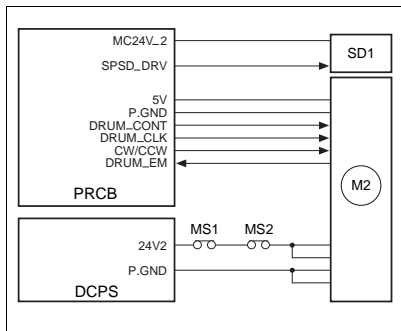 MC24V_2
SD1
SPSD_DRV
5V
P.GND
DRUM_CONT
DRUM_CLK
CW/CCW
DRUM_EM
M2
PRCB
MS1 MS2
24V2
P.GND
DCPS